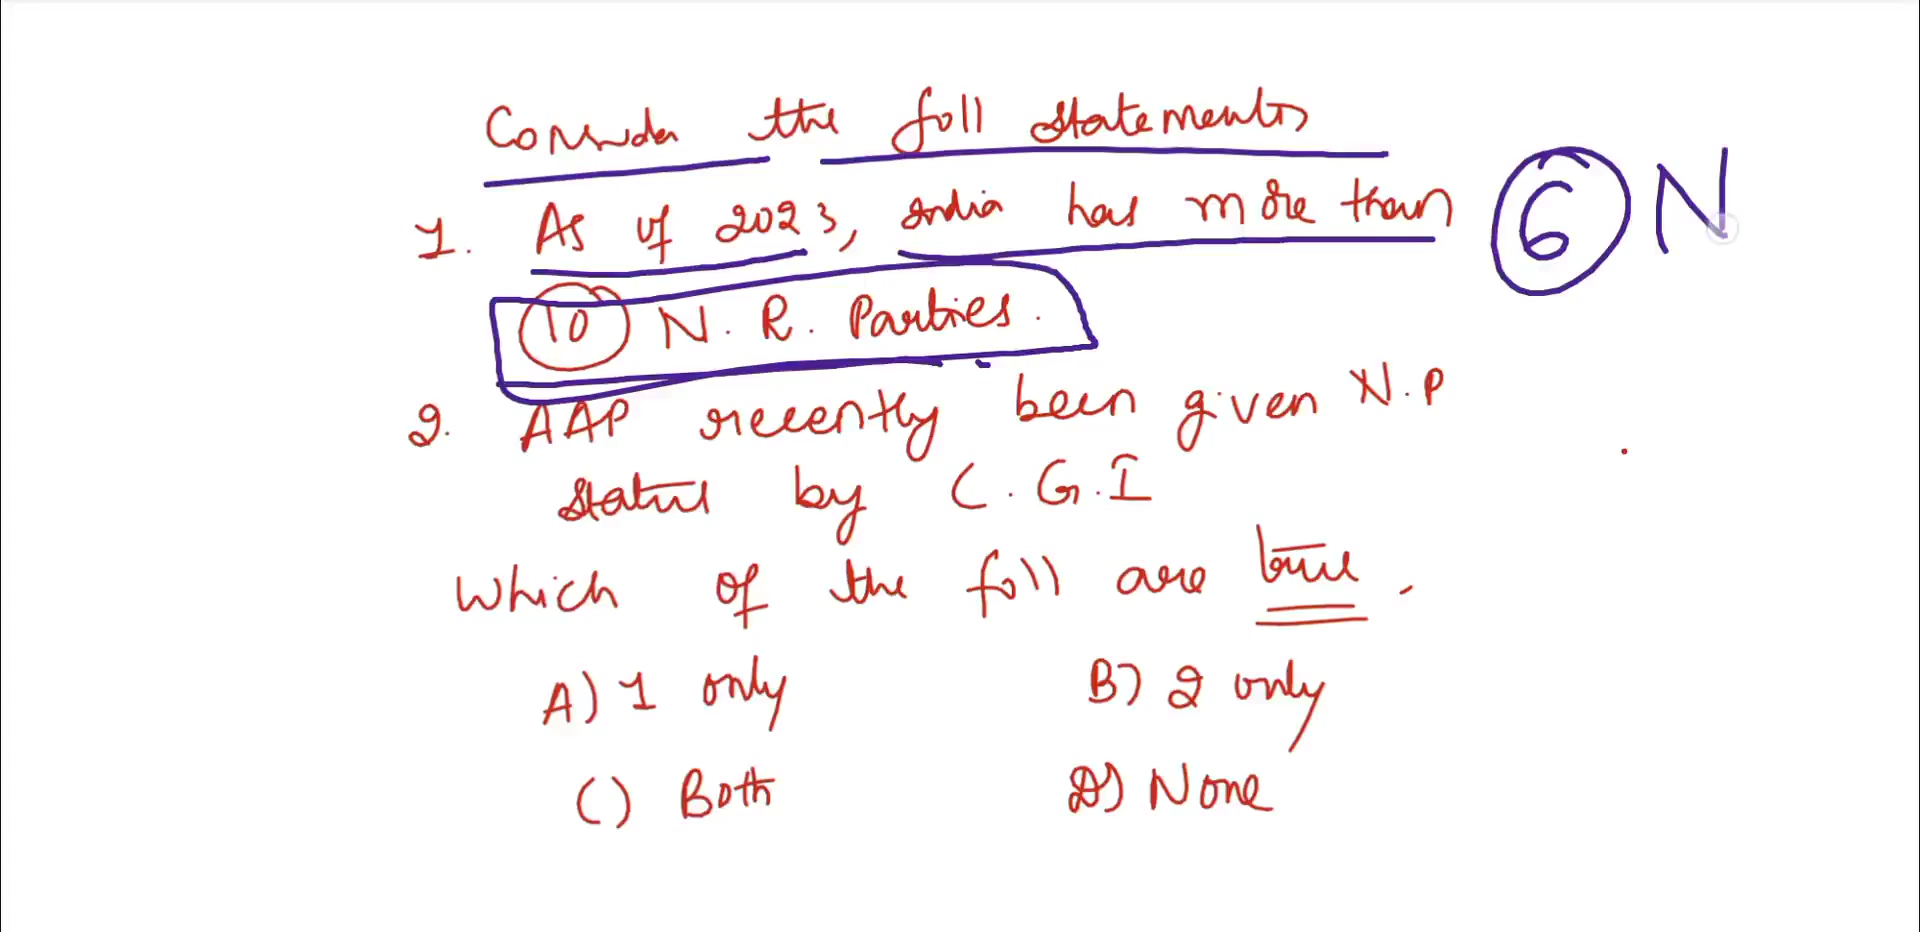 Consider the foll statements
1. As of 2023, India has more than
10 N. R. Parties.
6 N
2. AAP recently been given N.P
status by C.G.I
Which of the foll are true.
A) 1 only
B) 2 only
C) Both
D) None